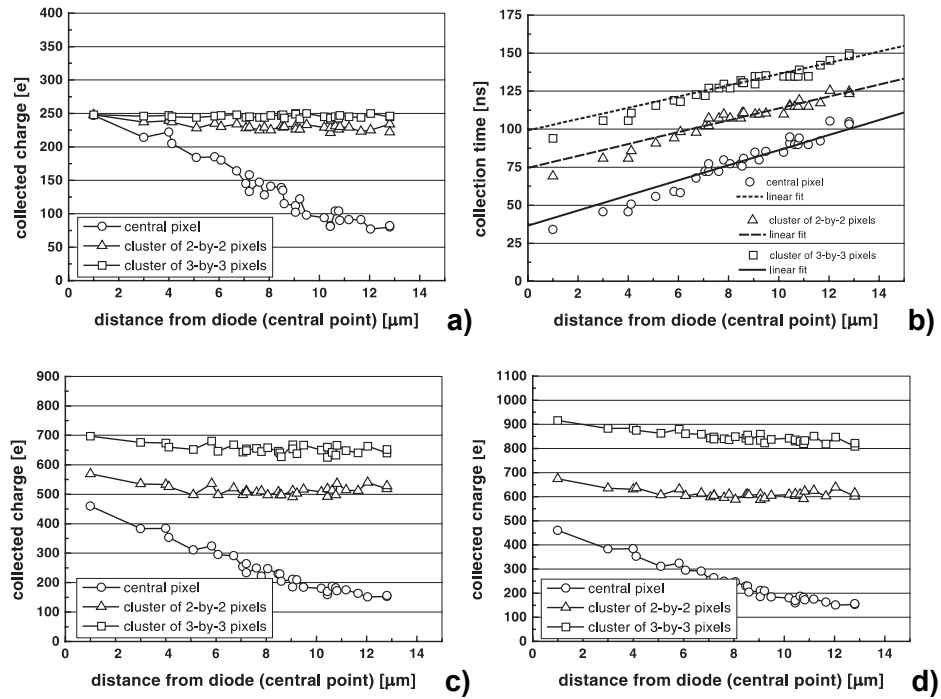 400
350
300
250
200
150
100
50
0
collected charge [e]
central pixel
cluster of 2-by-2 pixels
cluster of 3-by-3 pixels
0 2 4 6 8 10 12 14
distance from diode (central point) [µm]
a)
175
150
125
100
75
50
25
0
collection time [ns]
central pixel
linear fit
cluster of 2-by-2 pixels
linear fit
cluster of 3-by-3 pixels
linear fit
0 2 4 6 8 10 12 14
distance from diode (central point) [µm]
b)
900
800
700
600
500
400
300
200
100
0
collected charge [e]
central pixel
cluster of 2-by-2 pixels
cluster of 3-by-3 pixels
0 2 4 6 8 10 12 14
distance from diode (central point) [µm]
c)
1100
1000
900
800
700
600
500
400
300
200
100
0
collected charge [e]
central pixel
cluster of 2-by-2 pixels
cluster of 3-by-3 pixels
0 2 4 6 8 10 12 14
distance from diode (central point) [µm]
d)